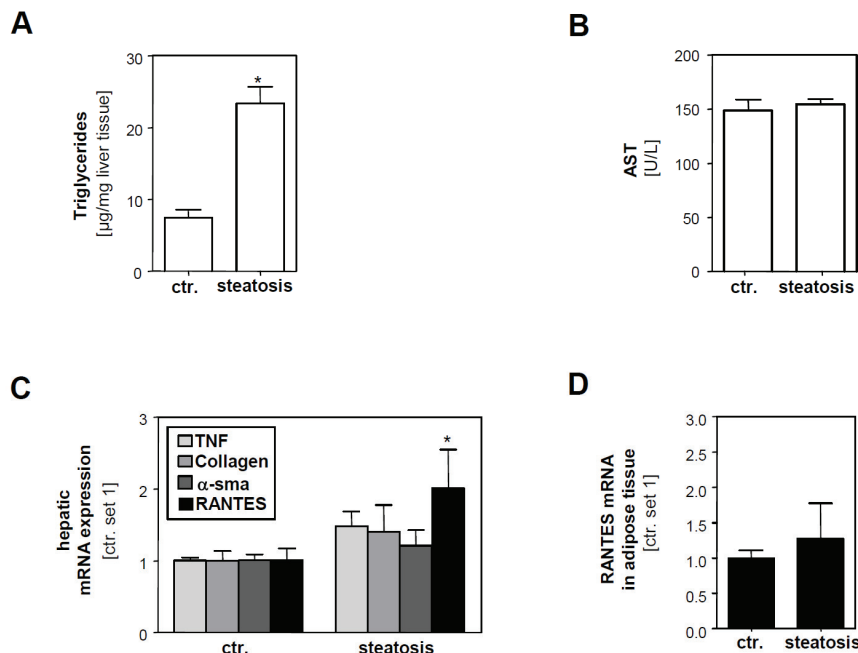 A
Triglycerides
[µg/mg liver tissue]
30
20
10
0
*
ctr.
steatosis
B
AST
[U/L]
200
150
100
50
0
ctr.
steatosis
C
hepatic
mRNA expression
[ctr. set 1]
3
2
1
0
TNF
Collagen
α-sma
RANTES
*
ctr.
steatosis
D
RANTES mRNA
in adipose tissue
[ctr. set 1]
3.0
2.5
2.0
1.5
1.0
0.5
0.0
ctr.
steatosis